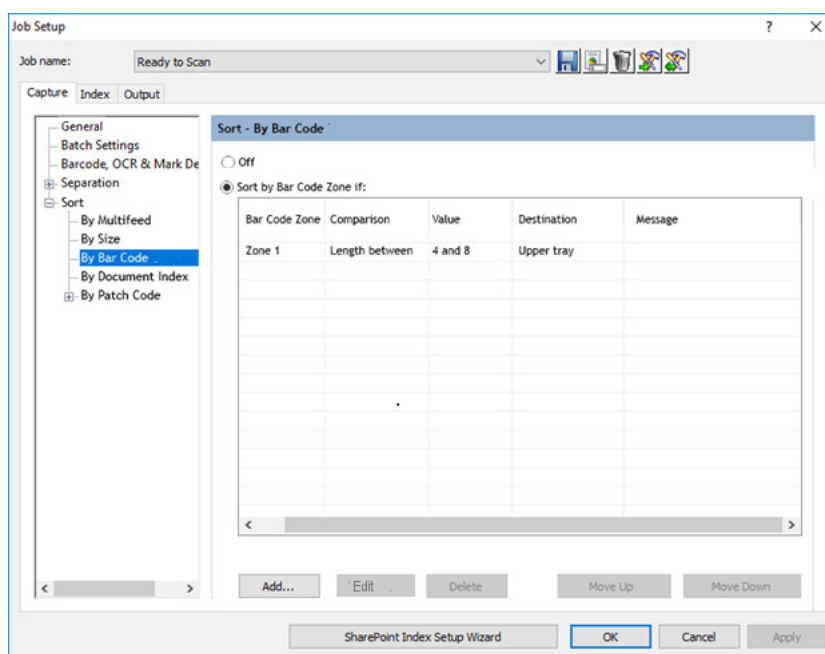 Job Setup ? X
Job name: Ready to Scan
Capture Index Output
General
Batch Settings
Barcode, OCR & Mark De
Separation
Sort
By Multifeed
By Size
By Bar Code
By Document Index
By Patch Code
Sort - By Bar Code
Off
Sort by Bar Code Zone if:
Bar Code Zone Comparison Value Destination Message
Zone 1 Length between 4 and 8 Upper tray
Add... Edit Delete Move Up Move Down
SharePoint Index Setup Wizard OK Cancel Apply